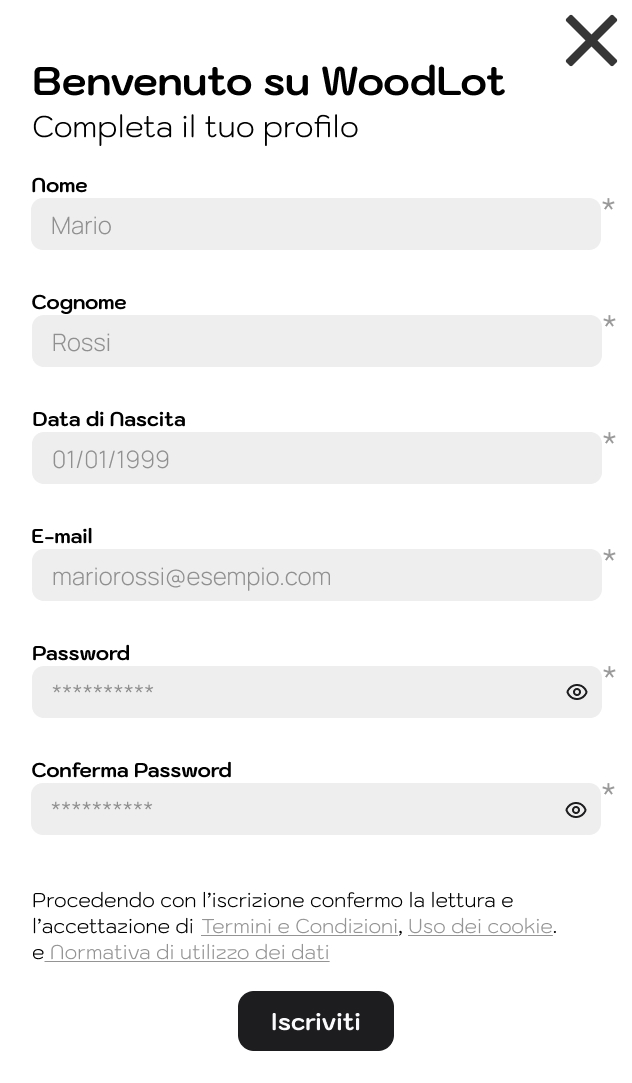 Benvenuto su WoodLot
Completa il tuo profilo
Nome
Mario
*
Cognome
Rossi
*
Data di Nascita
01/01/1999
*
E-mail
mariorossi@esempio.com
*
Password
**********
*
Conferma Password
**********
*
Procedendo con l’iscrizione confermo la lettura e
l’accettazione di Termini e Condizioni, Uso dei cookie.
e Normativa di utilizzo dei dati
Iscriviti